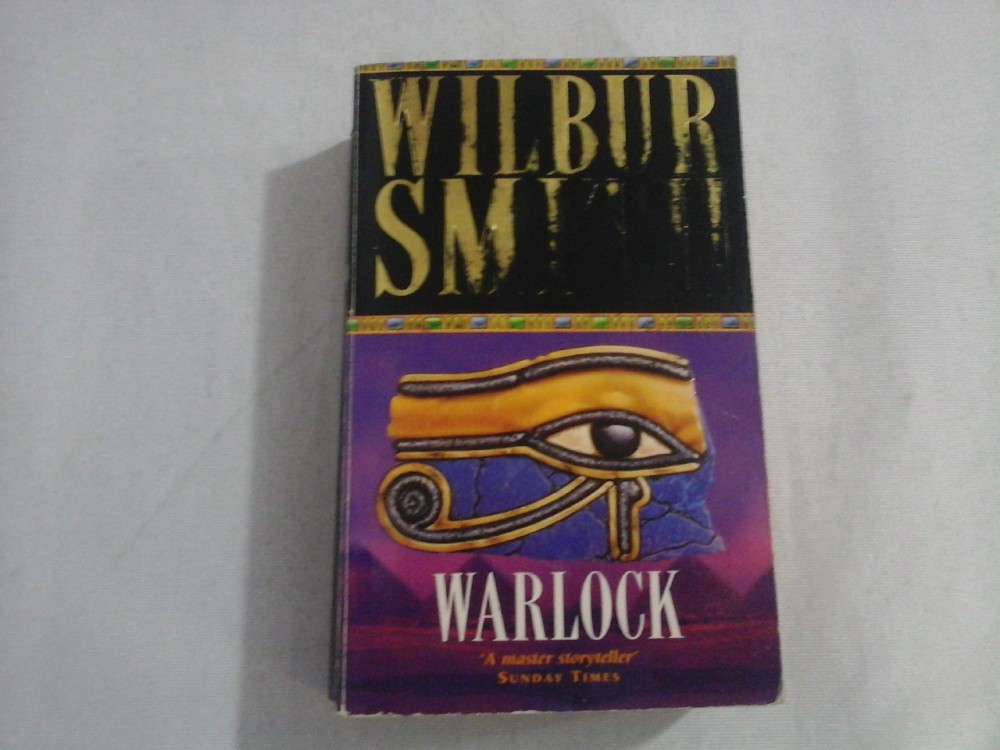 WILBUR
SMITH
WARLOCK
'A master storyteller'
SUNDAY TIMES